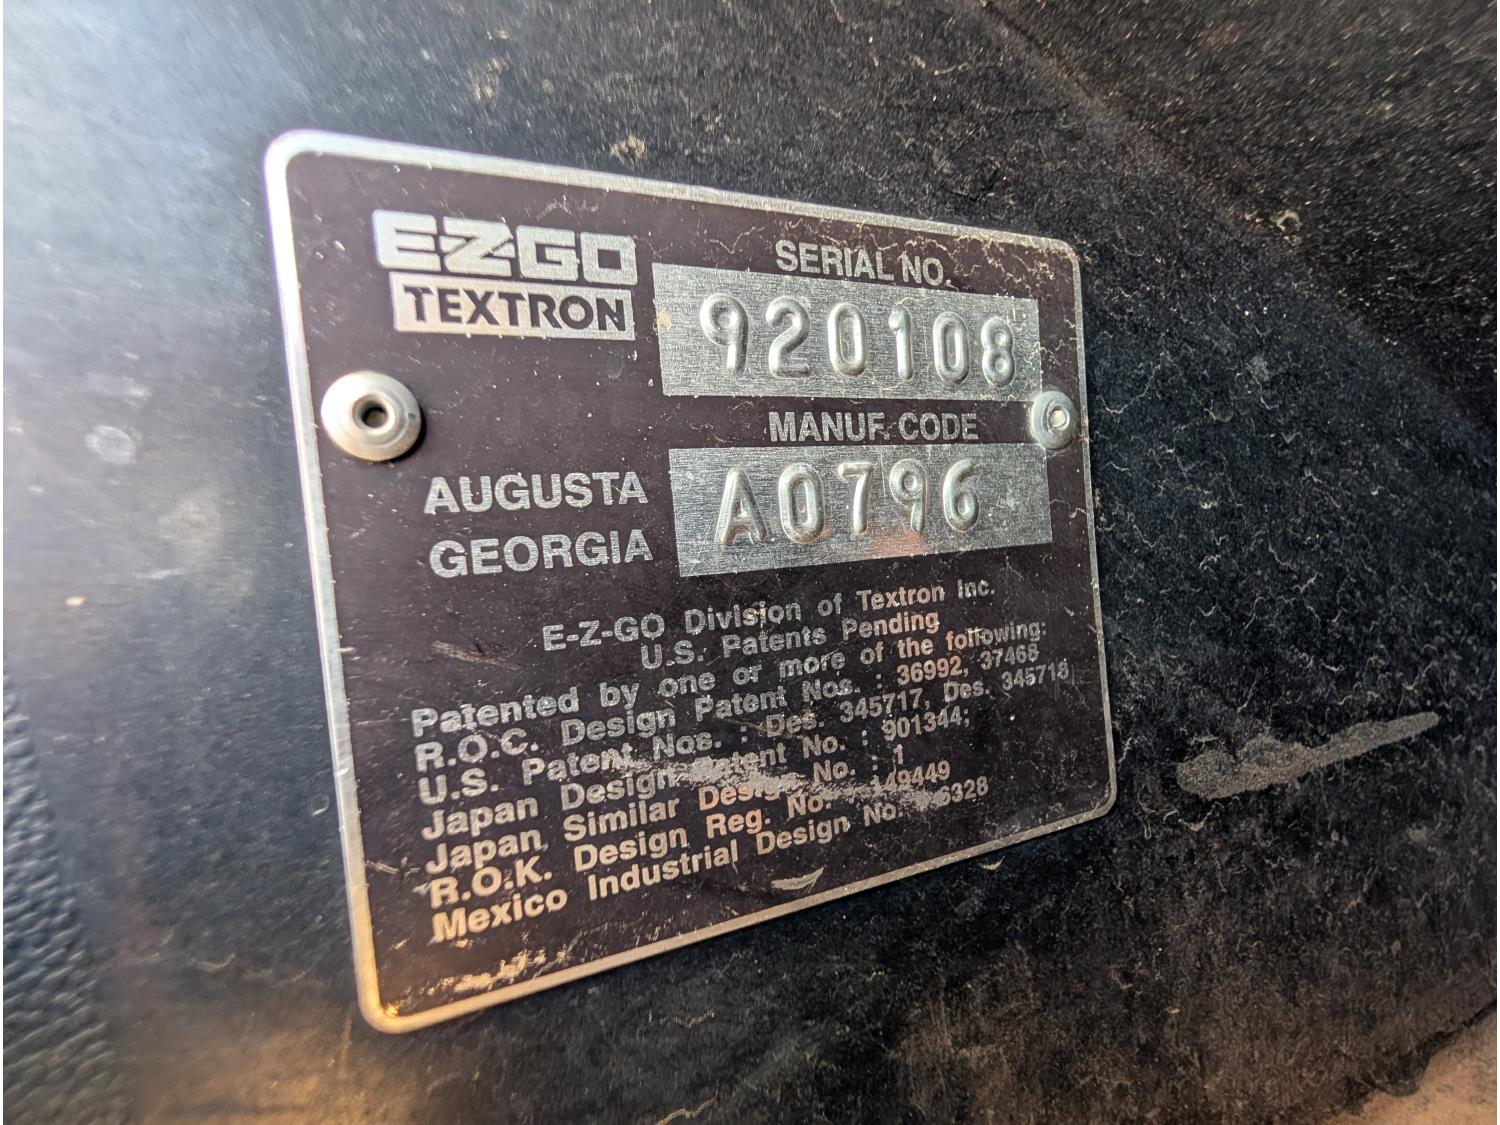 E-Z-GO
TEXTRON
SERIAL NO.
920108
MANUF. CODE
A0796
AUGUSTA
GEORGIA
E-Z-GO Division of Textron Inc.
U.S. Patents Pending
Patented by one or more of the following:
R.O.C. Design Patent Nos. : 36992, 37468
U.S. Patent Nos. : Des. 345717, Des. 345718
Japan Design Patent No. : 901344;
Japan, Similar Design No. : 1
R.O.K. Design Reg. No. : 149449
Mexico Industrial Design No.